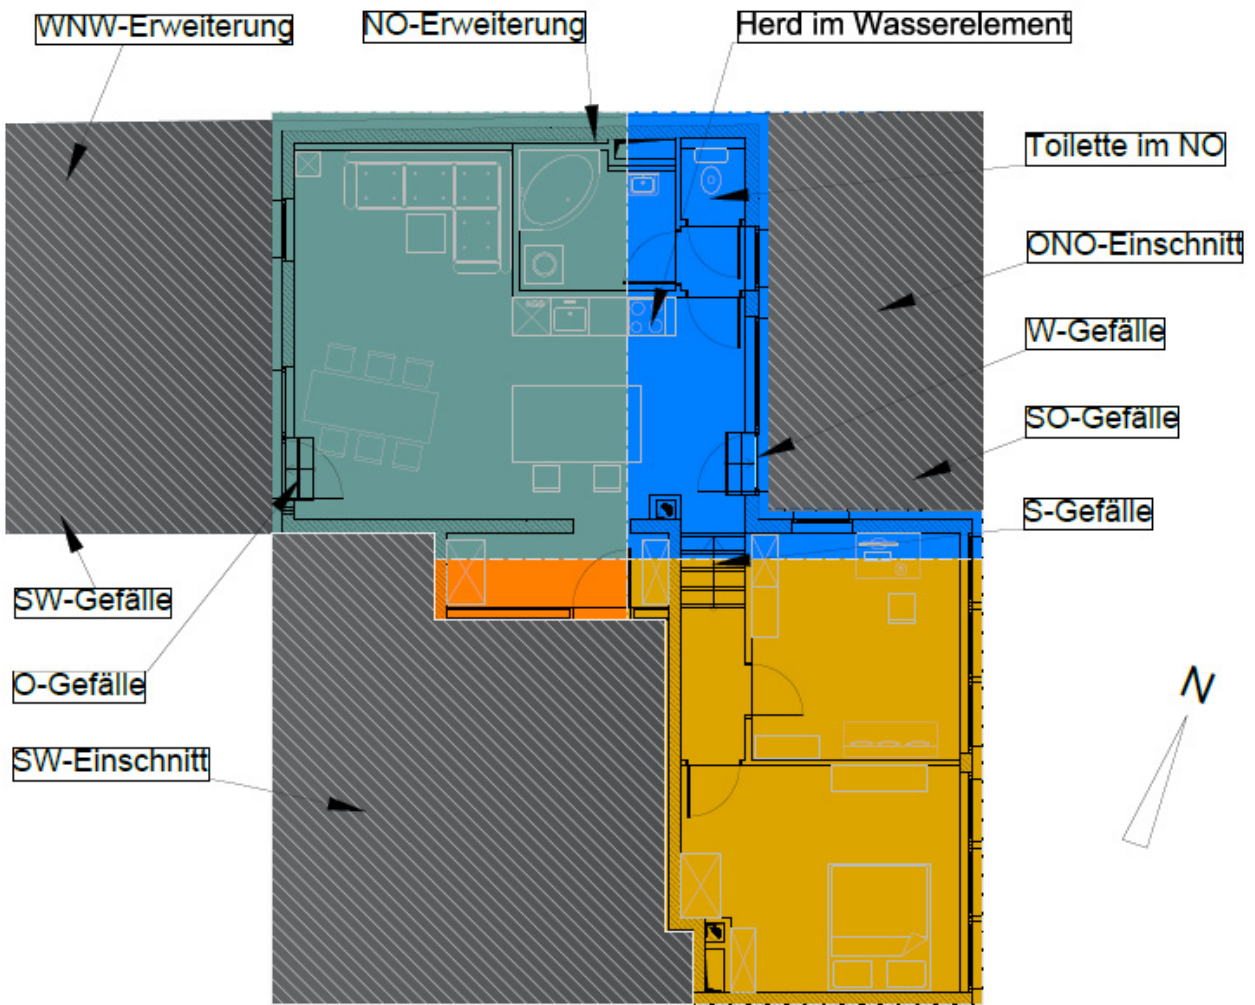 WNW-Erweiterung
NO-Erweiterung
Herd im Wasserelement
Toilette im NO
ONO-Einschnitt
W-Gefälle
SO-Gefälle
S-Gefälle
SW-Gefälle
O-Gefälle
SW-Einschnitt
N